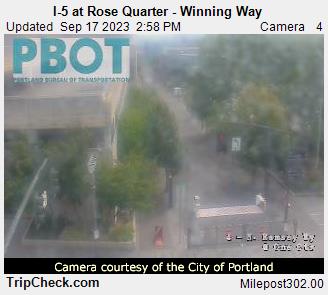 I-5 at Rose Quarter - Winning Way
Updated Sep 17 2023 2:58 PM Camera 4
PBOT
PORTLAND BUREAU OF TRANSPORTATION
Camera courtesy of the City of Portland
TripCheck.com Milepost302.00